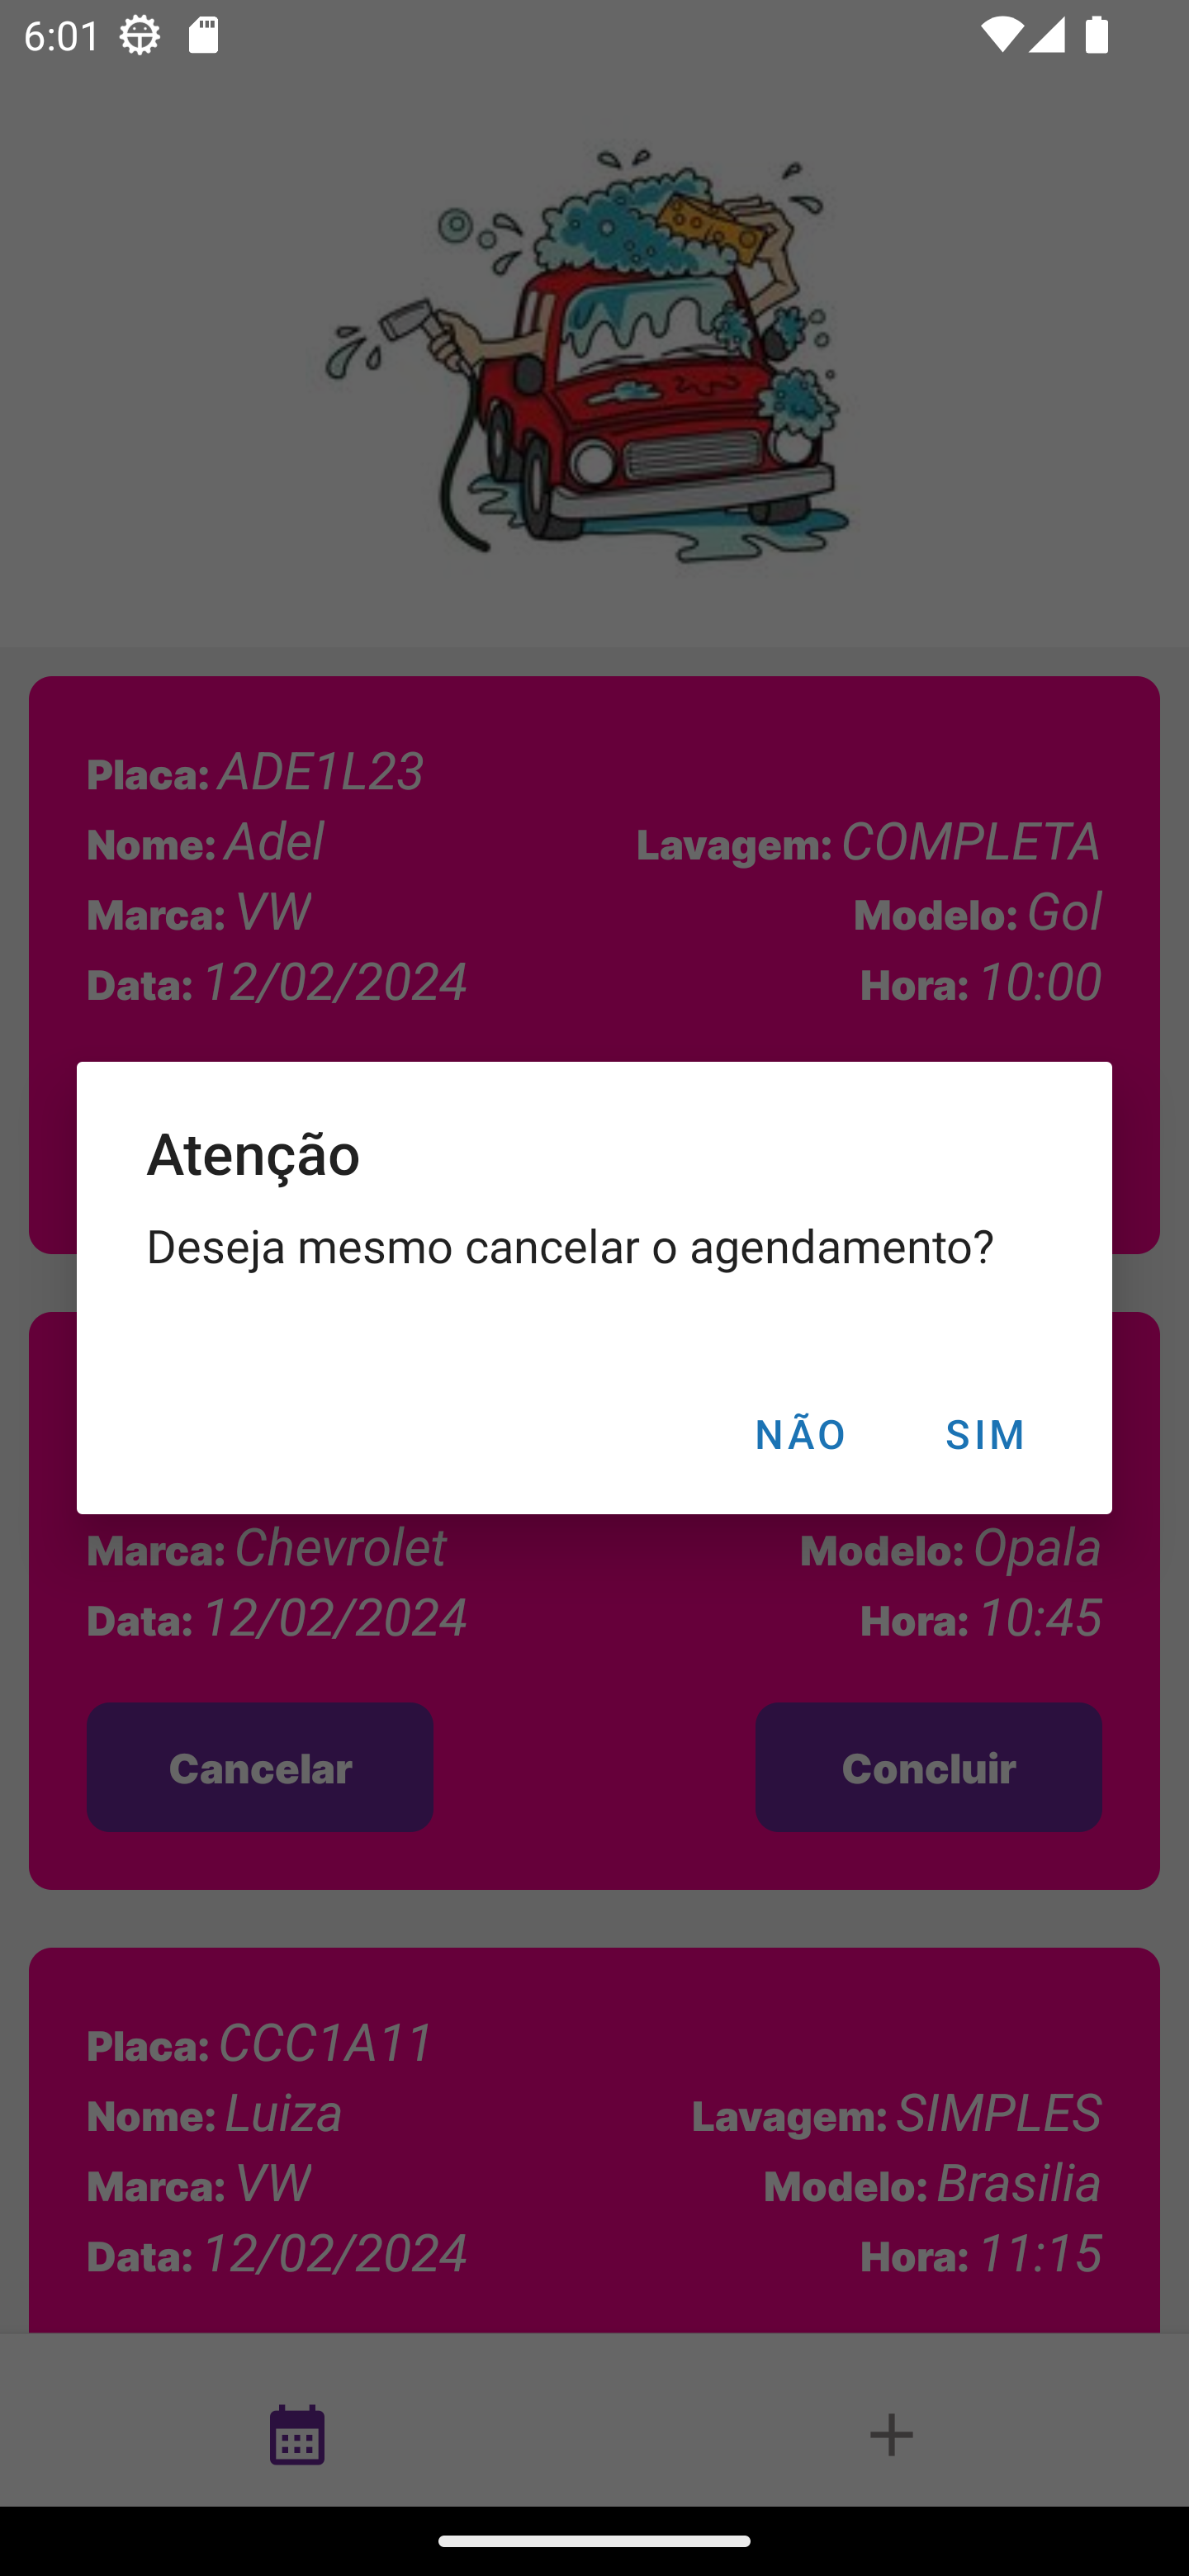 6:01
Placa: ADE1L23
Nome: Adel Lavagem: COMPLETA
Marca: VW Modelo: Gol
Data: 12/02/2024 Hora: 10:00
Atenção
Deseja mesmo cancelar o agendamento?
NÃO SIM
Marca: Chevrolet Modelo: Opala
Data: 12/02/2024 Hora: 10:45
Cancelar Concluir
Placa: CCC1A11
Nome: Luiza Lavagem: SIMPLES
Marca: VW Modelo: Brasilia
Data: 12/02/2024 Hora: 11:15